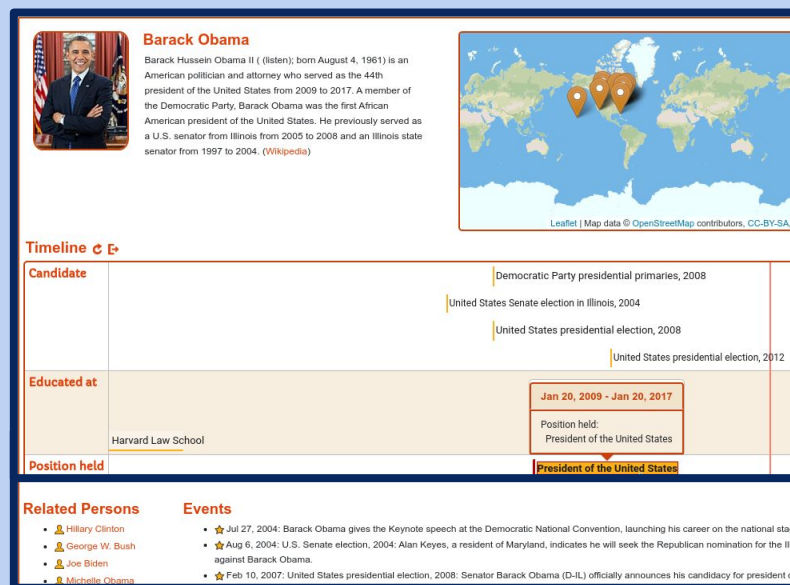 Barack Obama
Barack Hussein Obama II ( (listen); born August 4, 1961) is an
American politician and attorney who served as the 44th
president of the United States from 2009 to 2017. A member of
the Democratic Party, Barack Obama was the first African
American president of the United States. He previously served as
a U.S. senator from Illinois from 2005 to 2008 and an Illinois state
senator from 1997 to 2004. (Wikipedia)
Leaflet | Map data © OpenStreetMap contributors, CC-BY-SA,
Timeline
Candidate
Democratic Party presidential primaries, 2008
United States Senate election in Illinois, 2004
United States presidential election, 2008
United States presidential election, 2012
Educated at
Jan 20, 2009 - Jan 20, 2017
Position held:
President of the United States
Harvard Law School
Position held
President of the United States
Related Persons
Hillary Clinton
George W. Bush
Joe Biden
Michelle Obama
Events
Jul 27, 2004: Barack Obama gives the Keynote speech at the Democratic National Convention, launching his career on the national
Aug 6, 2004: U.S. Senate election, 2004: Alan Keyes, a resident of Maryland, indicates he will seek the Republican nomination for the
against Barack Obama.
Feb 10, 2007: United States presidential election, 2008: Senator Barack Obama (D-IL) officially announces his candidacy for president